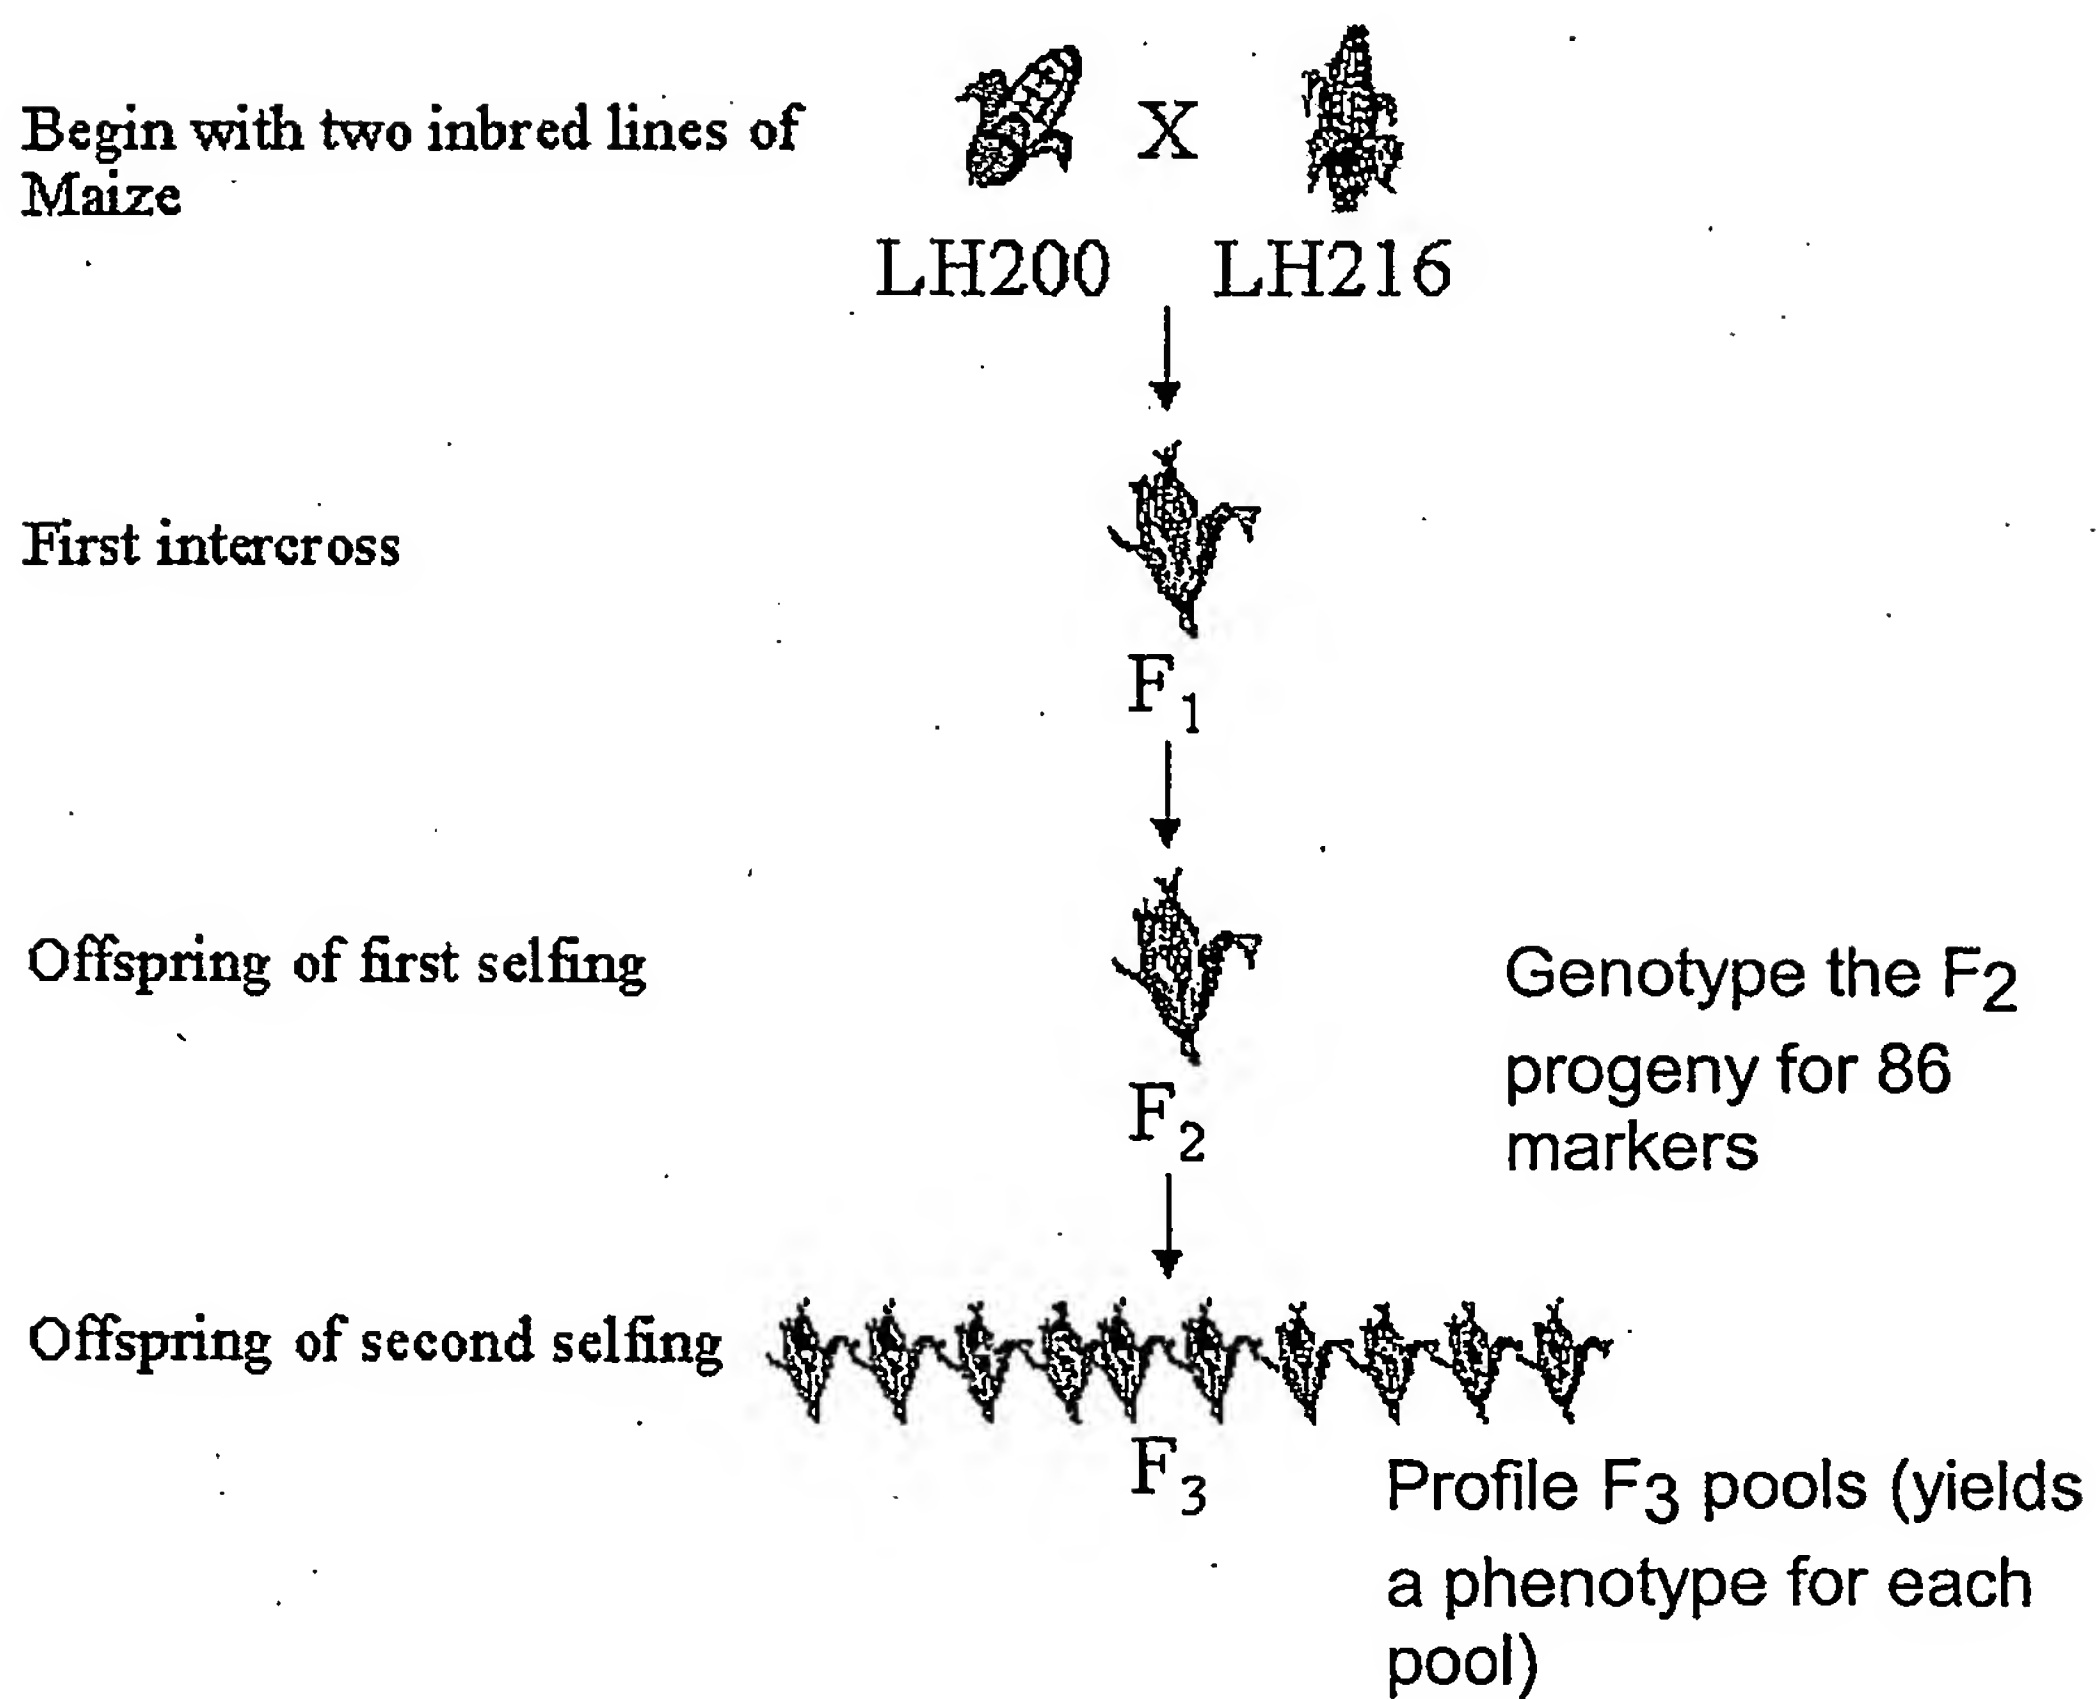 Begin with two inbred lines of
Maize
X
LH200 LH216
First intercross
F1
Offspring of first selfing
Genotype the F2
progeny for 86
markers
F2
Offspring of second selfing
F3
Profile F3 pools (yields
a phenotype for each
pool)